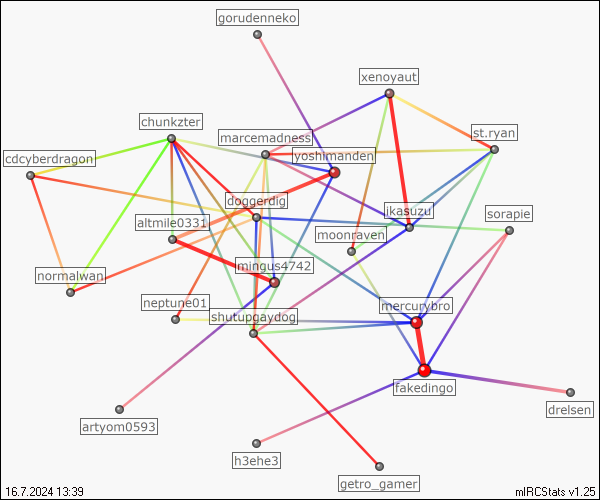 gorudenneko
xenoyaut
chunkzter
marcemadness
st.ryan
yoshimanden
cdcyberdragon
doggerdig
ikasuzu
sorapie
altmile0331
moonraven
mingus4742
normalwan
neptune01
mercurybro
shutupgaydog
fakedingo
drelsen
artyom0593
h3ehe3
getro_gamer
16.7.2024 13:39
mIRCStats v1.25